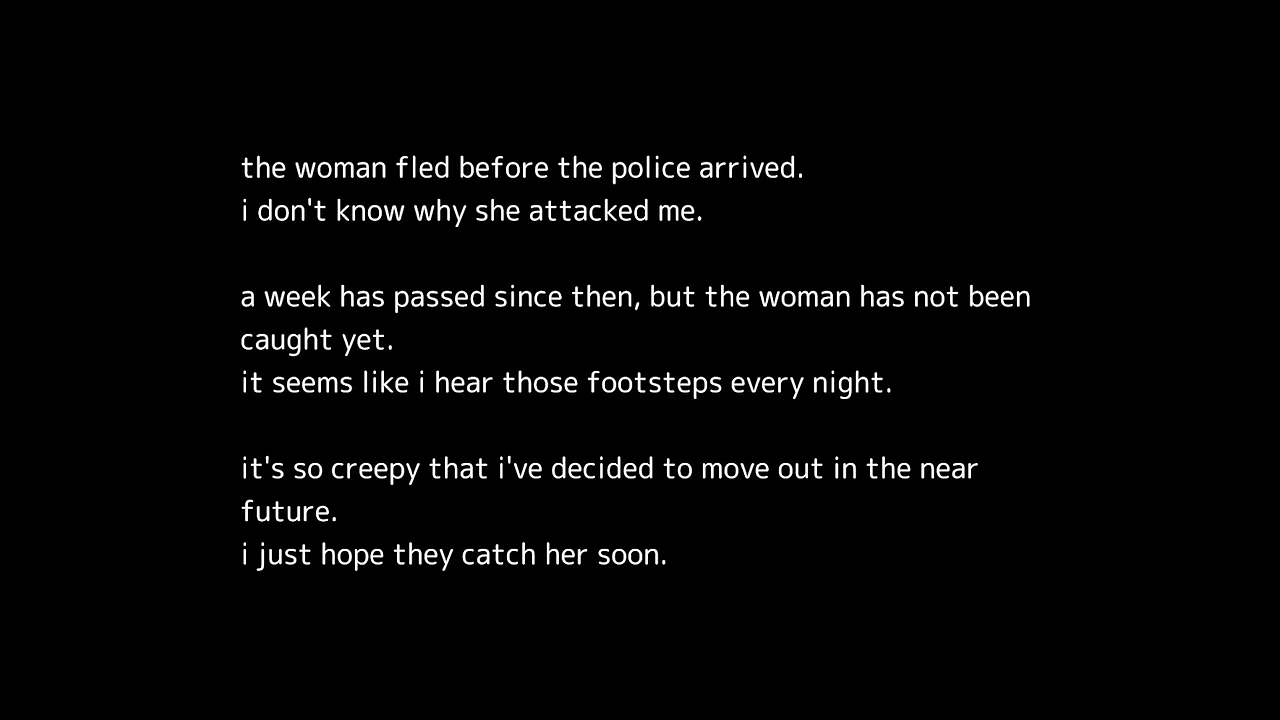 the woman fled before the police arrived.
i don't know why she attacked me.
a week has passed since then, but the woman has not been
caught yet.
it seems like i hear those footsteps every night.
it's so creepy that i've decided to move out in the near
future.
i just hope they catch her soon.